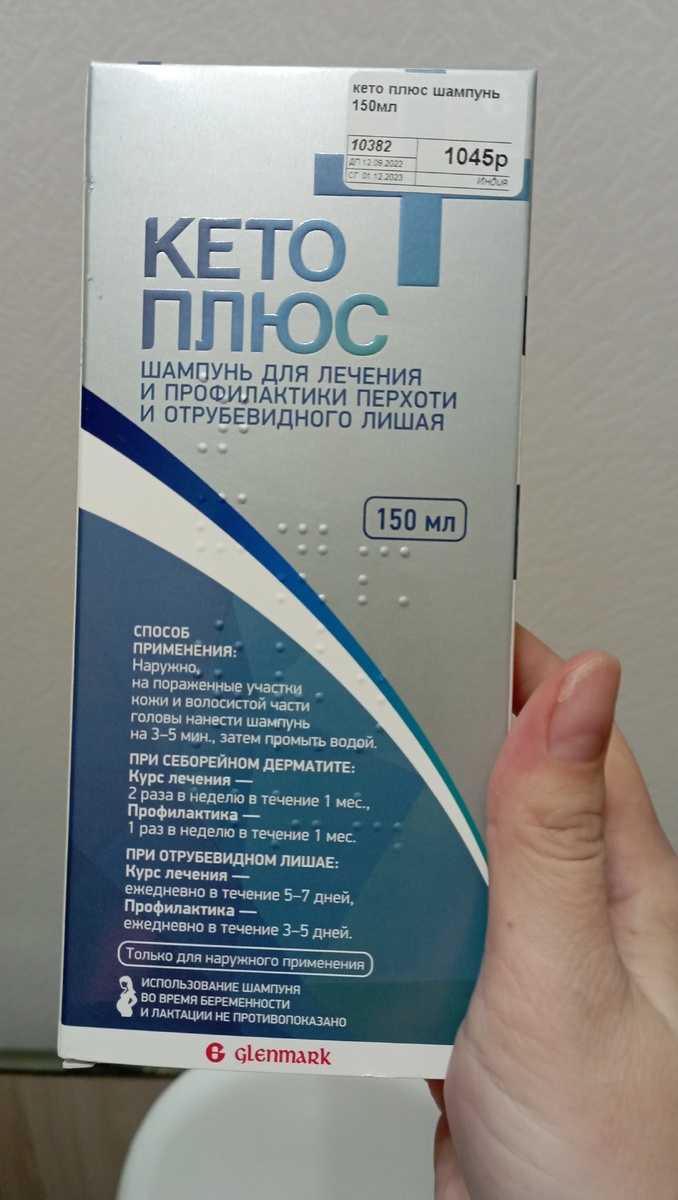 кето плюс шампунь
150мл
10382
1045р
ДП 12.09.2022
СГ. 01.12.2023
Индия
КЕТО
ПЛЮС
ШАМПУНЬ ДЛЯ ЛЕЧЕНИЯ
И ПРОФИЛАКТИКИ ПЕРХОТИ
И ОТРУБЕВИДНОГО ЛИШАЯ
150 мл
СПОСОБ
ПРИМЕНЕНИЯ:
Наружно,
на пораженные участки
кожи и волосистой части
головы нанести шампунь
на 3–5 мин., затем промыть водой.
ПРИ СЕБОРЕЙНОМ ДЕРМАТИТЕ:
Курс лечения —
2 раза в неделю в течение 1 мес.,
Профилактика —
1 раз в неделю в течение 1 мес.
ПРИ ОТРУБЕВИДНОМ ЛИШАЕ:
Курс лечения —
ежедневно в течение 5–7 дней,
Профилактика —
ежедневно в течение 3–5 дней.
Только для наружного применения
ИСПОЛЬЗОВАНИЕ ШАМПУНЯ
ВО ВРЕМЯ БЕРЕМЕННОСТИ
И ЛАКТАЦИИ НЕ ПРОТИВОПОКАЗАНО
glenmark